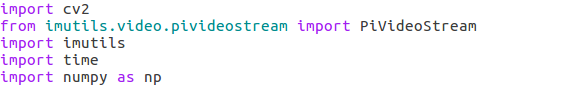 import cv2
from imutils.video.pivideostream import PiVideoStream
import imutils
import time
import numpy as np